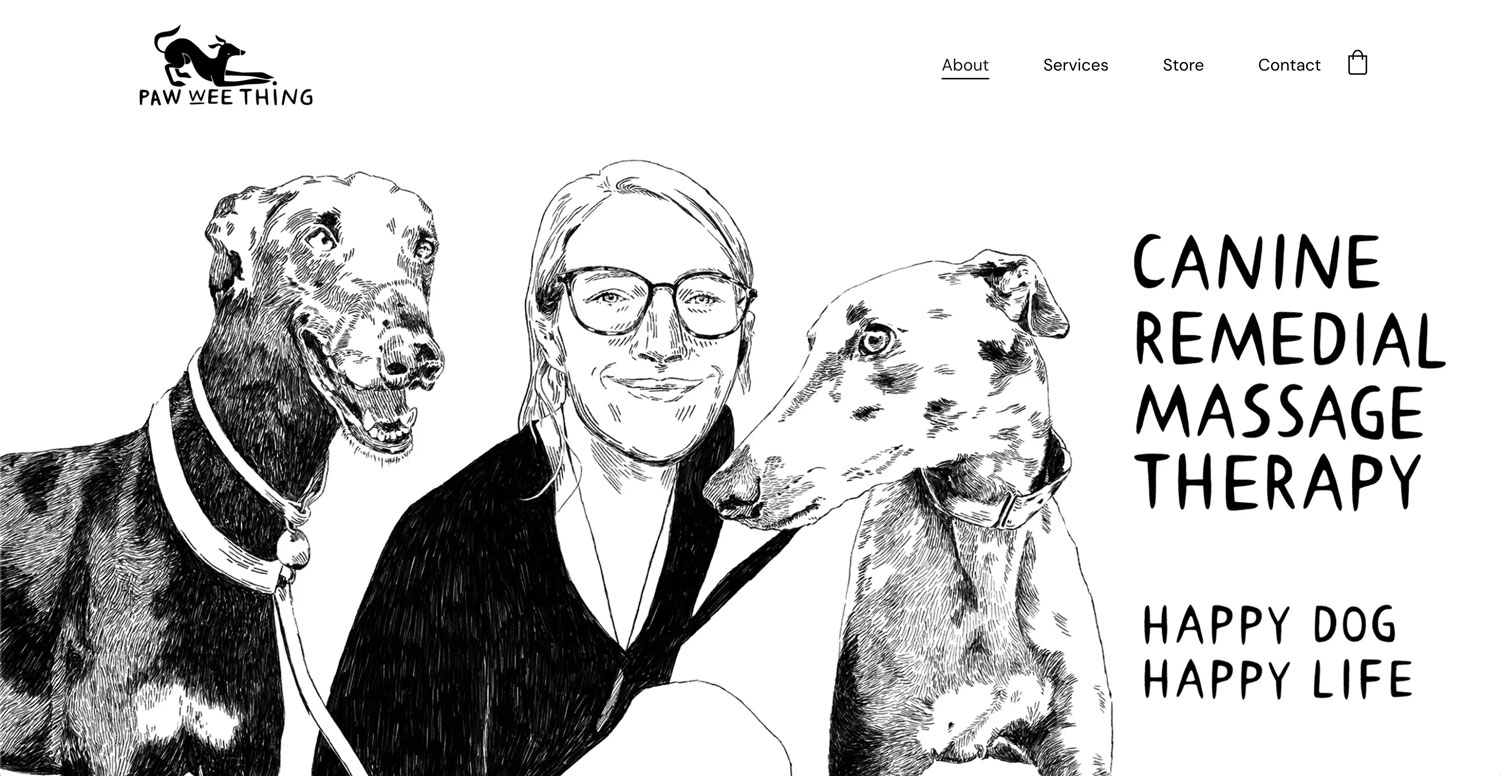 PAW WEE THING
About Services Store Contact
CANINE
REMEDIAL
MASSAGE
THERAPY
HAPPY DOG
HAPPY LIFE